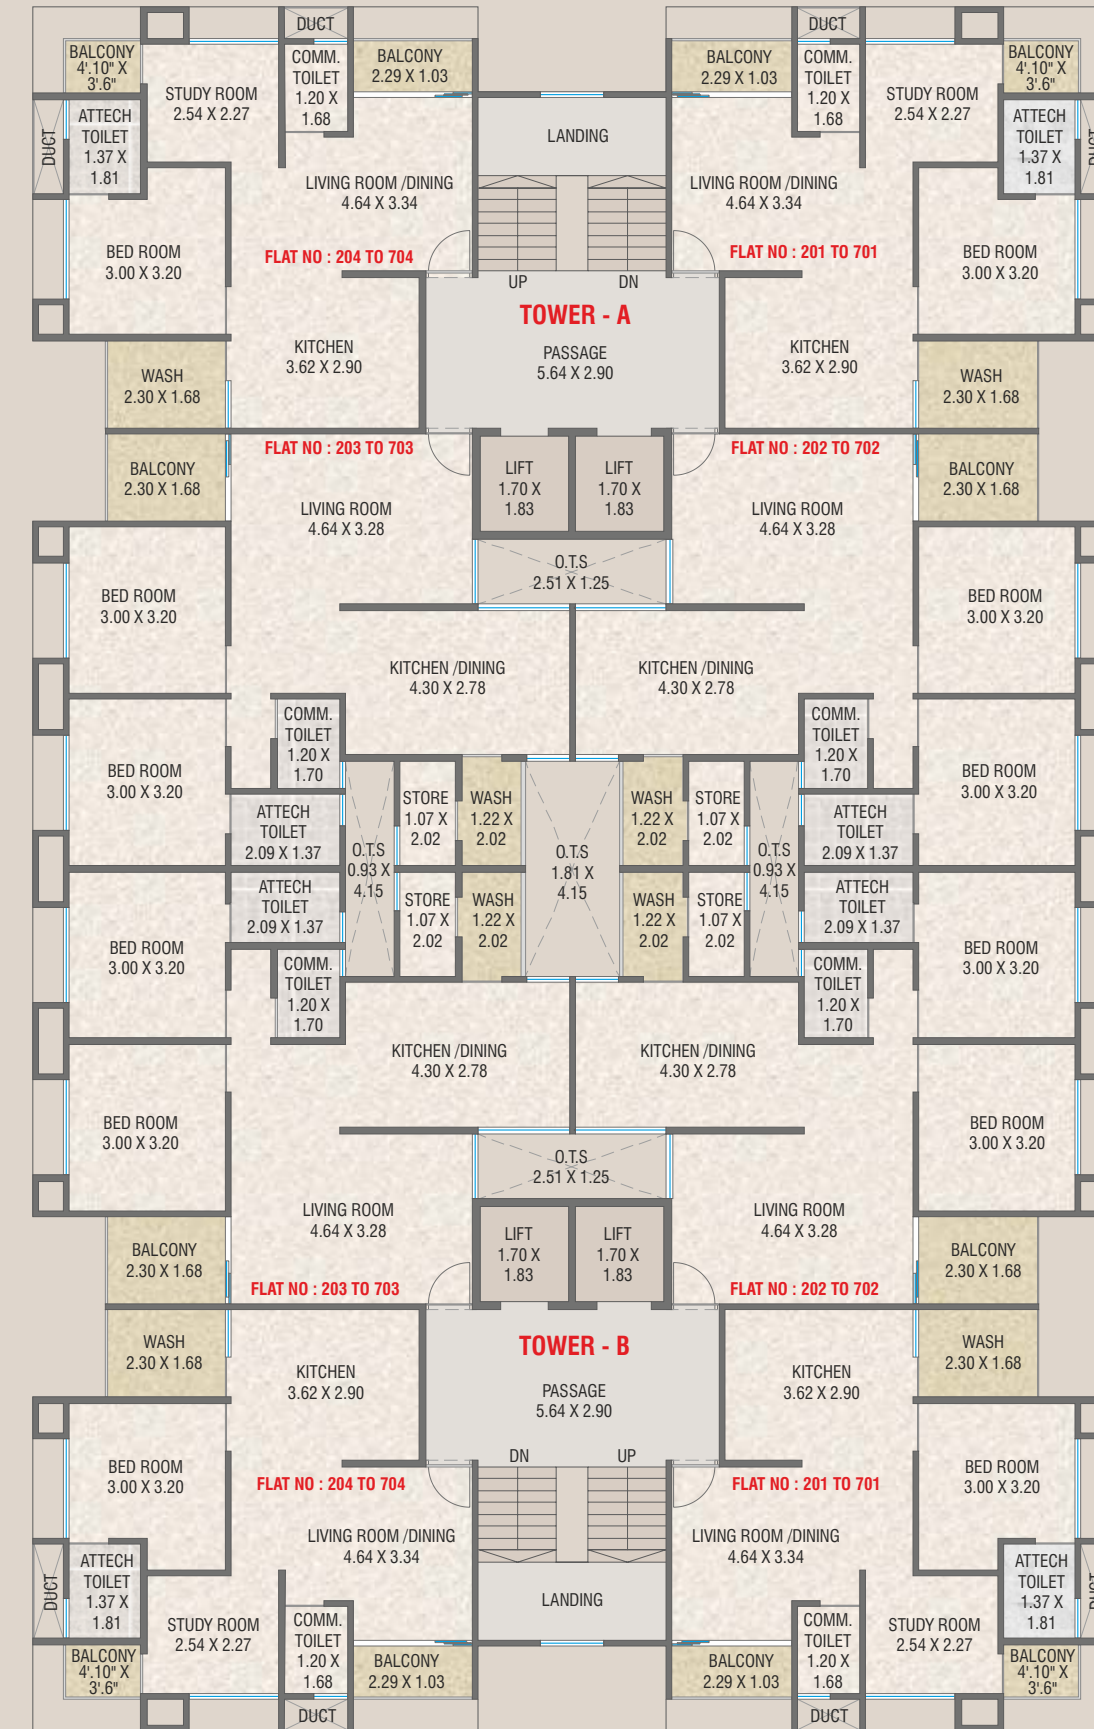 DUCT
DUCT
BALCONY
4'.10" X
3'.6"
COMM.
TOILET
1.20 X
1.68
BALCONY
2.29 X 1.03
BALCONY
2.29 X 1.03
COMM.
TOILET
1.20 X
1.68
BALCONY
4'.10" X
3'.6"
STUDY ROOM
2.54 X 2.27
STUDY ROOM
2.54 X 2.27
DUCT
ATTECH
TOILET
1.37 X
1.81
LANDING
ATTECH
TOILET
1.37 X
1.81
DUCT
LIVING ROOM /DINING
4.64 X 3.34
LIVING ROOM /DINING
4.64 X 3.34
BED ROOM
3.00 X 3.20
FLAT NO : 204 TO 704
FLAT NO : 201 TO 701
BED ROOM
3.00 X 3.20
UP
DN
TOWER - A
PASSAGE
5.64 X 2.90
KITCHEN
3.62 X 2.90
KITCHEN
3.62 X 2.90
WASH
2.30 X 1.68
WASH
2.30 X 1.68
FLAT NO : 203 TO 703
FLAT NO : 202 TO 702
BALCONY
2.30 X 1.68
LIFT
1.70 X
1.83
LIFT
1.70 X
1.83
BALCONY
2.30 X 1.68
LIVING ROOM
4.64 X 3.28
LIVING ROOM
4.64 X 3.28
O.T.S
2.51 X 1.25
BED ROOM
3.00 X 3.20
BED ROOM
3.00 X 3.20
KITCHEN /DINING
4.30 X 2.78
KITCHEN /DINING
4.30 X 2.78
COMM.
TOILET
1.20 X
1.70
COMM.
TOILET
1.20 X
1.70
BED ROOM
3.00 X 3.20
BED ROOM
3.00 X 3.20
ATTECH
TOILET
2.09 X 1.37
O.T.S
0.93 X
4.15
STORE
1.07 X
2.02
WASH
1.22 X
2.02
O.T.S
1.81 X
4.15
WASH
1.22 X
2.02
STORE
1.07 X
2.02
O.T.S
0.93 X
4.15
ATTECH
TOILET
2.09 X 1.37
ATTECH
TOILET
2.09 X 1.37
STORE
1.07 X
2.02
WASH
1.22 X
2.02
WASH
1.22 X
2.02
STORE
1.07 X
2.02
ATTECH
TOILET
2.09 X 1.37
BED ROOM
3.00 X 3.20
BED ROOM
3.00 X 3.20
COMM.
TOILET
1.20 X
1.70
COMM.
TOILET
1.20 X
1.70
KITCHEN /DINING
4.30 X 2.78
KITCHEN /DINING
4.30 X 2.78
BED ROOM
3.00 X 3.20
BED ROOM
3.00 X 3.20
O.T.S
2.51 X 1.25
LIVING ROOM
4.64 X 3.28
LIVING ROOM
4.64 X 3.28
BALCONY
2.30 X 1.68
LIFT
1.70 X
1.83
LIFT
1.70 X
1.83
BALCONY
2.30 X 1.68
FLAT NO : 203 TO 703
FLAT NO : 202 TO 702
WASH
2.30 X 1.68
TOWER - B
WASH
2.30 X 1.68
KITCHEN
3.62 X 2.90
PASSAGE
5.64 X 2.90
KITCHEN
3.62 X 2.90
DN
UP
BED ROOM
3.00 X 3.20
FLAT NO : 204 TO 704
FLAT NO : 201 TO 701
BED ROOM
3.00 X 3.20
LIVING ROOM /DINING
4.64 X 3.34
LIVING ROOM /DINING
4.64 X 3.34
DUCT
ATTECH
TOILET
1.37 X
1.81
LANDING
ATTECH
TOILET
1.37 X
1.81
DUCT
STUDY ROOM
2.54 X 2.27
COMM.
TOILET
1.20 X
1.68
COMM.
TOILET
1.20 X
1.68
STUDY ROOM
2.54 X 2.27
BALCONY
4'.10" X
3'.6"
BALCONY
2.29 X 1.03
BALCONY
2.29 X 1.03
BALCONY
4'.10" X
3'.6"
DUCT
DUCT